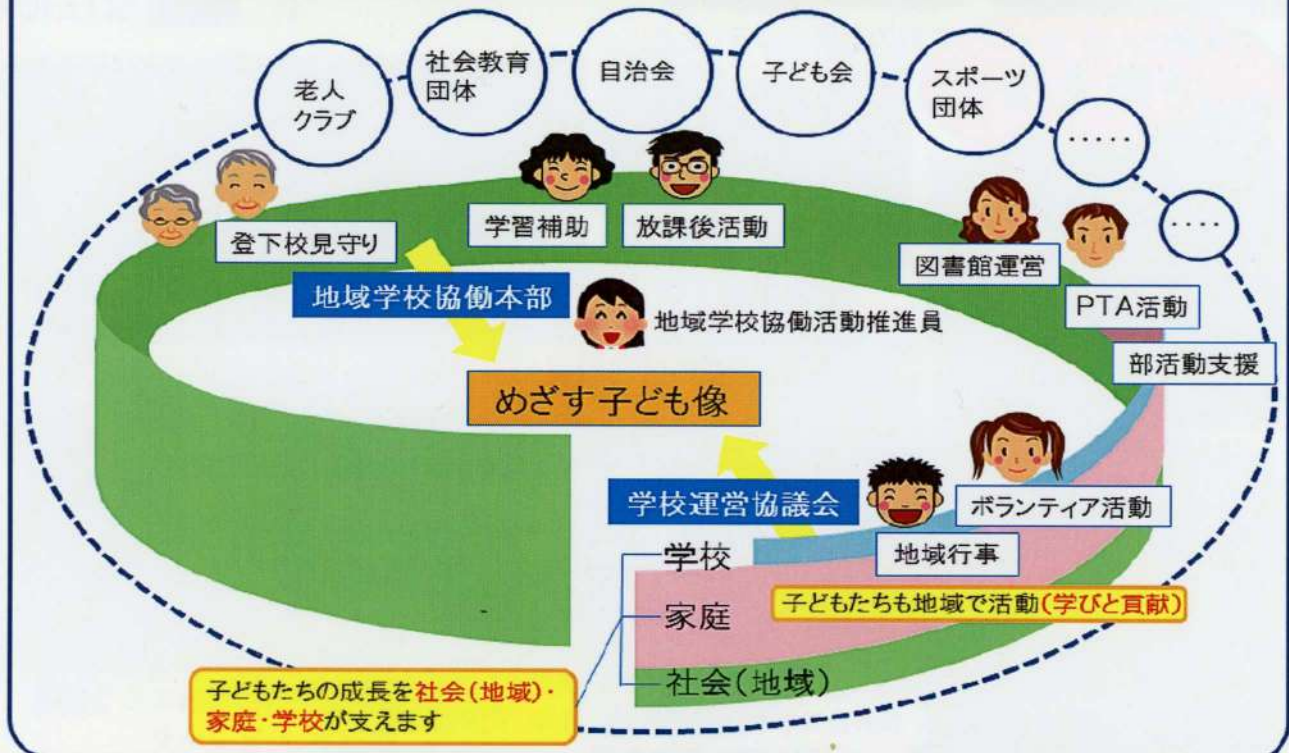 老人
クラブ
社会教育
団体
自治会
子ども会
スポーツ
団体
・・・・・
・・・・
登下校見守り
学習補助
放課後活動
図書館運営
PTA活動
部活動支援
地域学校協働本部
地域学校協働活動推進員
めざす子ども像
学校運営協議会
ボランティア活動
地域行事
学校
家庭
社会(地域)
子どもたちも地域で活動(学びと貢献)
子どもたちの成長を社会(地域)・
家庭・学校が支えます